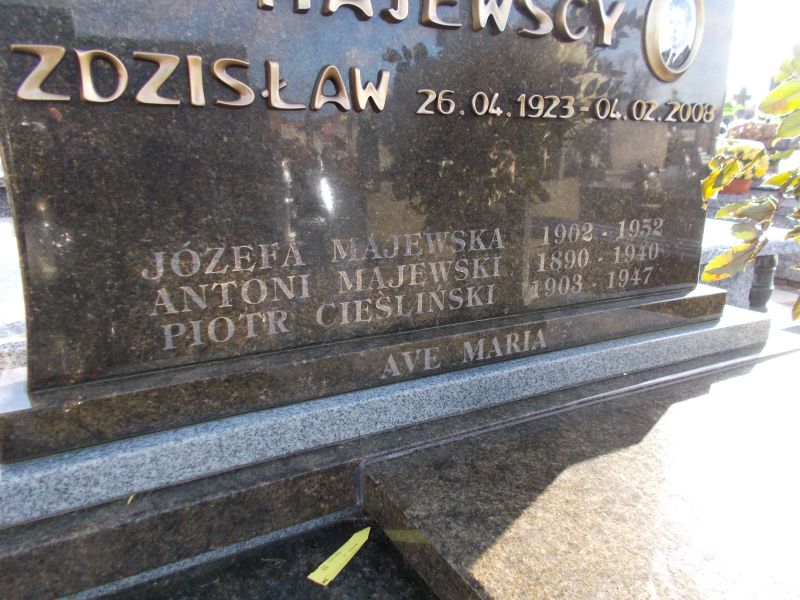 MAJEWSCY
ZDZISŁAW 26.04.1923-04.02.2008
JÓZEFA MAJEWSKA 1902 - 1952
ANTONI MAJEWSKI 1890 - 1940
PIOTR CIEŚLIŃSKI 1903 - 1947
AVE MARIA